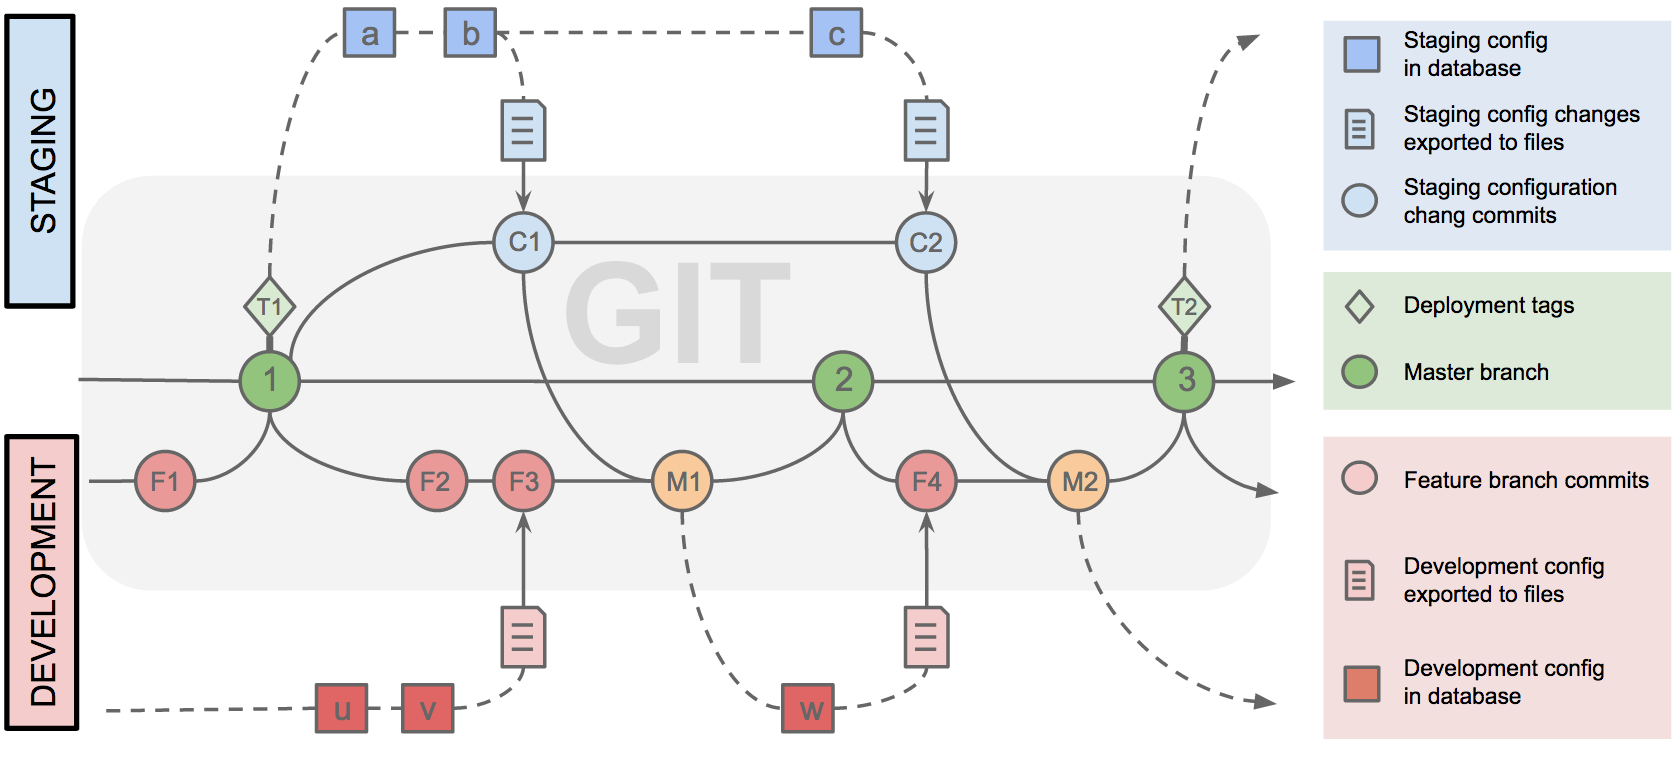 STAGING
a
b
c
C1
C2
GIT
T1
T2
1
2
3
F1
F2
F3
M1
F4
M2
DEVELOPMENT
u
v
w
Staging config
in database
Staging config changes
exported to files
Staging configuration
chang commits
Deployment tags
Master branch
Feature branch commits
Development config
exported to files
Development config
in database